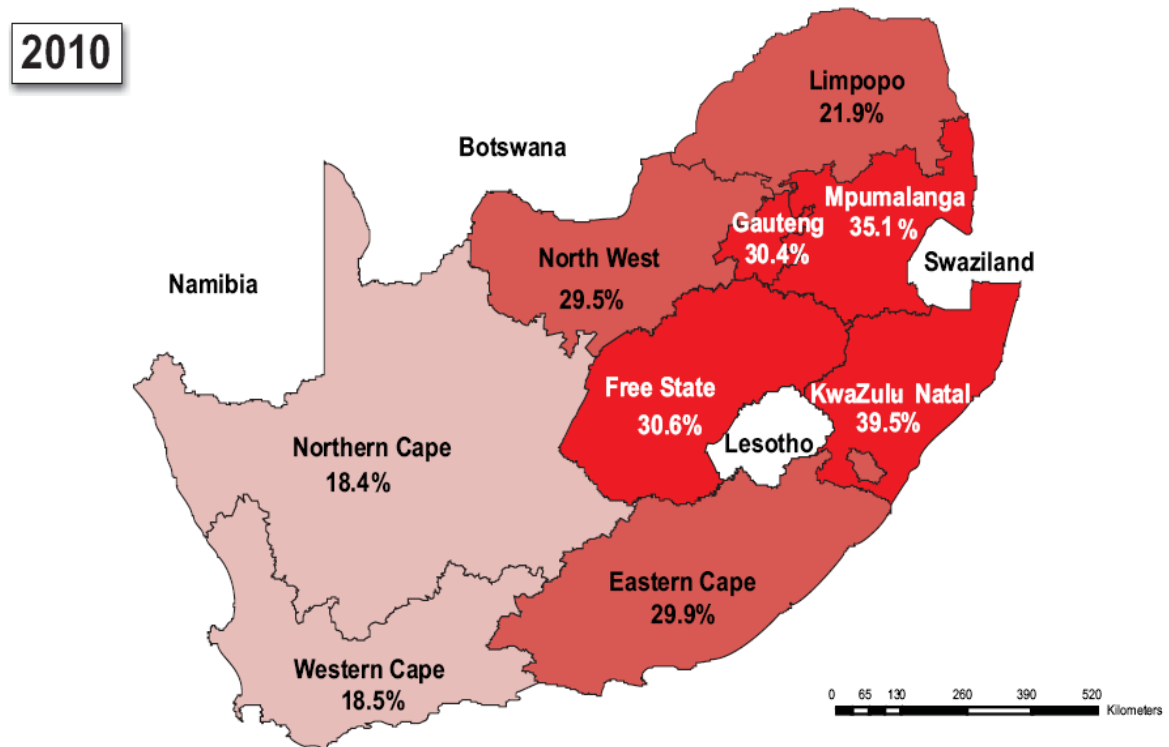 2010
Limpopo
21.9%
Botswana
Mpumalanga
35.1 %
Gauteng
30.4%
North West
29.5%
Swaziland
Namibia
Free State
30.6%
KwaZulu Natal
39.5%
Lesotho
Northern Cape
18.4%
Eastern Cape
29.9%
Western Cape
18.5%
0 65 130 260 390 520
Kilometers